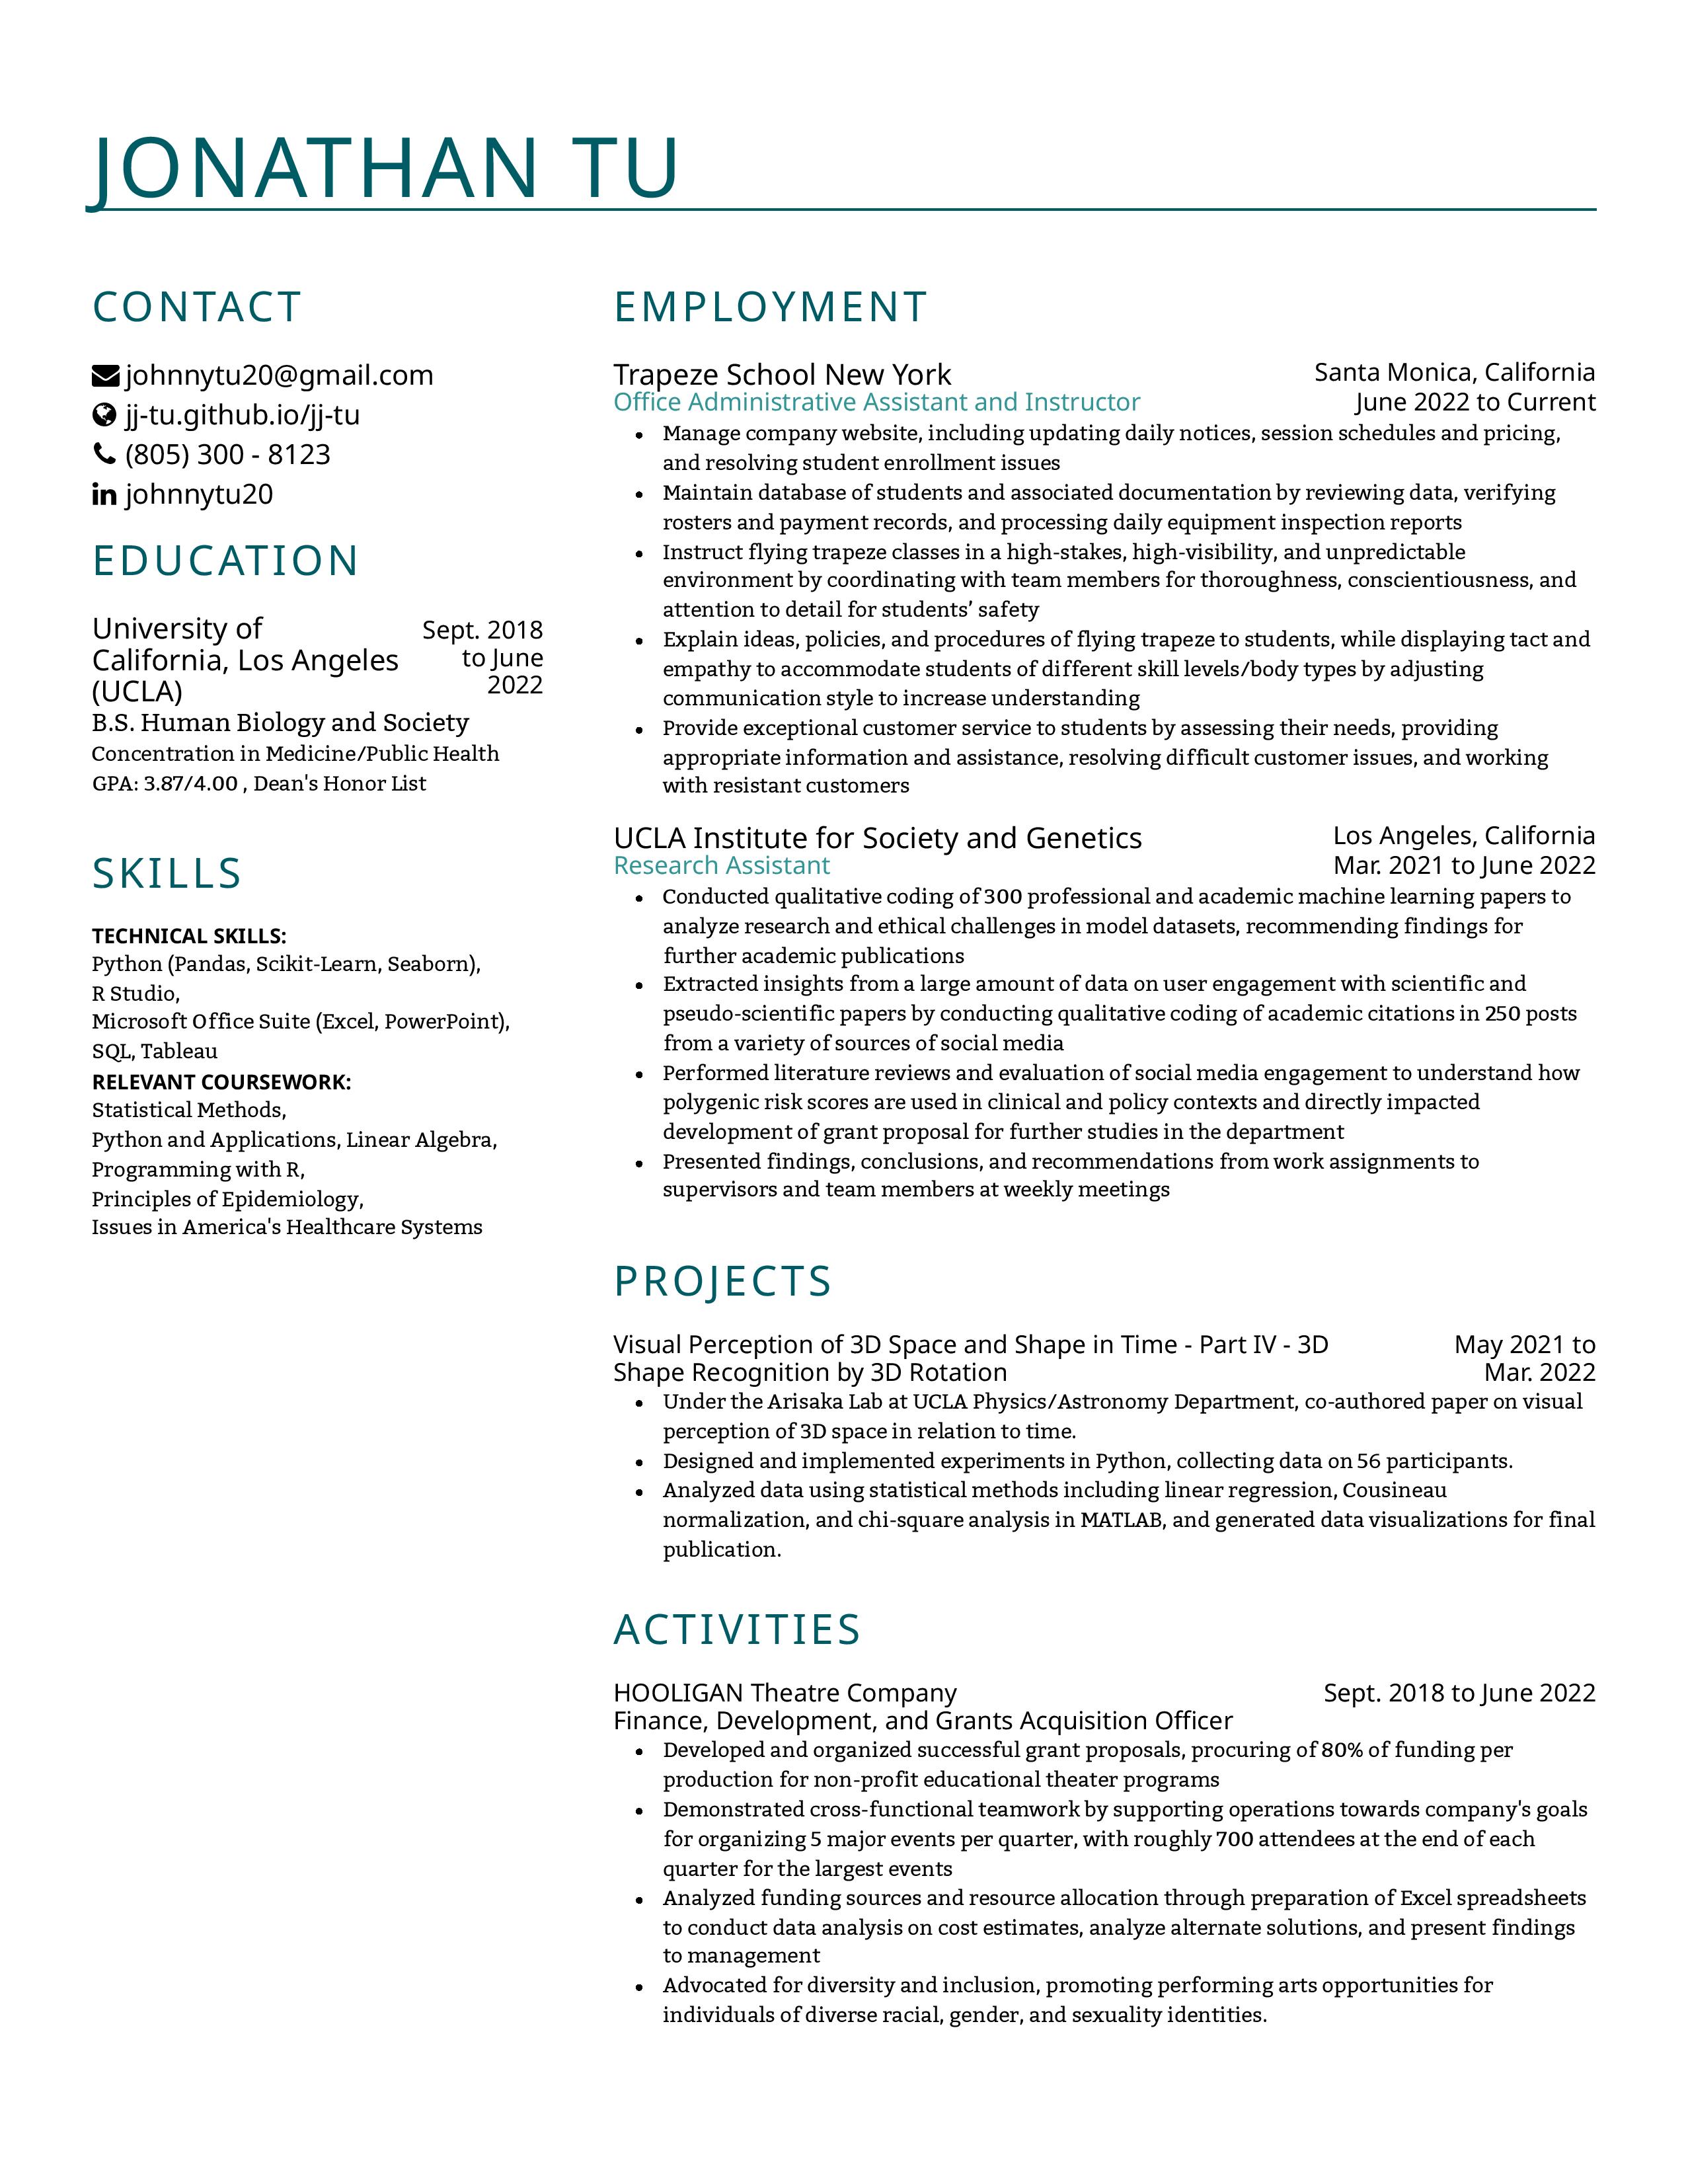 JONATHAN TU
CONTACT
johnnytu20@gmail.com
jj-tu.github.io/jj-tu
(805) 300 - 8123
johnnytu20
EDUCATION
University of California, Los Angeles (UCLA)
Sept. 2018 to June 2022
B.S. Human Biology and Society
Concentration in Medicine/Public Health
GPA: 3.87/4.00 , Dean's Honor List
SKILLS
TECHNICAL SKILLS:
Python (Pandas, Scikit-Learn, Seaborn),
R Studio,
Microsoft Office Suite (Excel, PowerPoint),
SQL, Tableau
RELEVANT COURSEWORK:
Statistical Methods,
Python and Applications, Linear Algebra,
Programming with R,
Principles of Epidemiology,
Issues in America's Healthcare Systems
EMPLOYMENT
Trapeze School New York
Santa Monica, California
Office Administrative Assistant and Instructor
June 2022 to Current
• Manage company website, including updating daily notices, session schedules and pricing,
and resolving student enrollment issues
• Maintain database of students and associated documentation by reviewing data, verifying
rosters and payment records, and processing daily equipment inspection reports
• Instruct flying trapeze classes in a high-stakes, high-visibility, and unpredictable
environment by coordinating with team members for thoroughness, conscientiousness, and
attention to detail for students’ safety
• Explain ideas, policies, and procedures of flying trapeze to students, while displaying tact and
empathy to accommodate students of different skill levels/body types by adjusting
communication style to increase understanding
• Provide exceptional customer service to students by assessing their needs, providing
appropriate information and assistance, resolving difficult customer issues, and working
with resistant customers
UCLA Institute for Society and Genetics
Los Angeles, California
Research Assistant
Mar. 2021 to June 2022
• Conducted qualitative coding of 300 professional and academic machine learning papers to
analyze research and ethical challenges in model datasets, recommending findings for
further academic publications
• Extracted insights from a large amount of data on user engagement with scientific and
pseudo-scientific papers by conducting qualitative coding of academic citations in 250 posts
from a variety of sources of social media
• Performed literature reviews and evaluation of social media engagement to understand how
polygenic risk scores are used in clinical and policy contexts and directly impacted
development of grant proposal for further studies in the department
• Presented findings, conclusions, and recommendations from work assignments to
supervisors and team members at weekly meetings
PROJECTS
Visual Perception of 3D Space and Shape in Time - Part IV - 3D
Shape Recognition by 3D Rotation
May 2021 to
Mar. 2022
• Under the Arisaka Lab at UCLA Physics/Astronomy Department, co-authored paper on visual
perception of 3D space in relation to time.
• Designed and implemented experiments in Python, collecting data on 56 participants.
• Analyzed data using statistical methods including linear regression, Cousineau
normalization, and chi-square analysis in MATLAB, and generated data visualizations for final
publication.
ACTIVITIES
HOOLIGAN Theatre Company
Sept. 2018 to June 2022
Finance, Development, and Grants Acquisition Officer
• Developed and organized successful grant proposals, procuring of 80% of funding per
production for non-profit educational theater programs
• Demonstrated cross-functional teamwork by supporting operations towards company's goals
for organizing 5 major events per quarter, with roughly 700 attendees at the end of each
quarter for the largest events
• Analyzed funding sources and resource allocation through preparation of Excel spreadsheets
to conduct data analysis on cost estimates, analyze alternate solutions, and present findings
to management
• Advocated for diversity and inclusion, promoting performing arts opportunities for
individuals of diverse racial, gender, and sexuality identities.